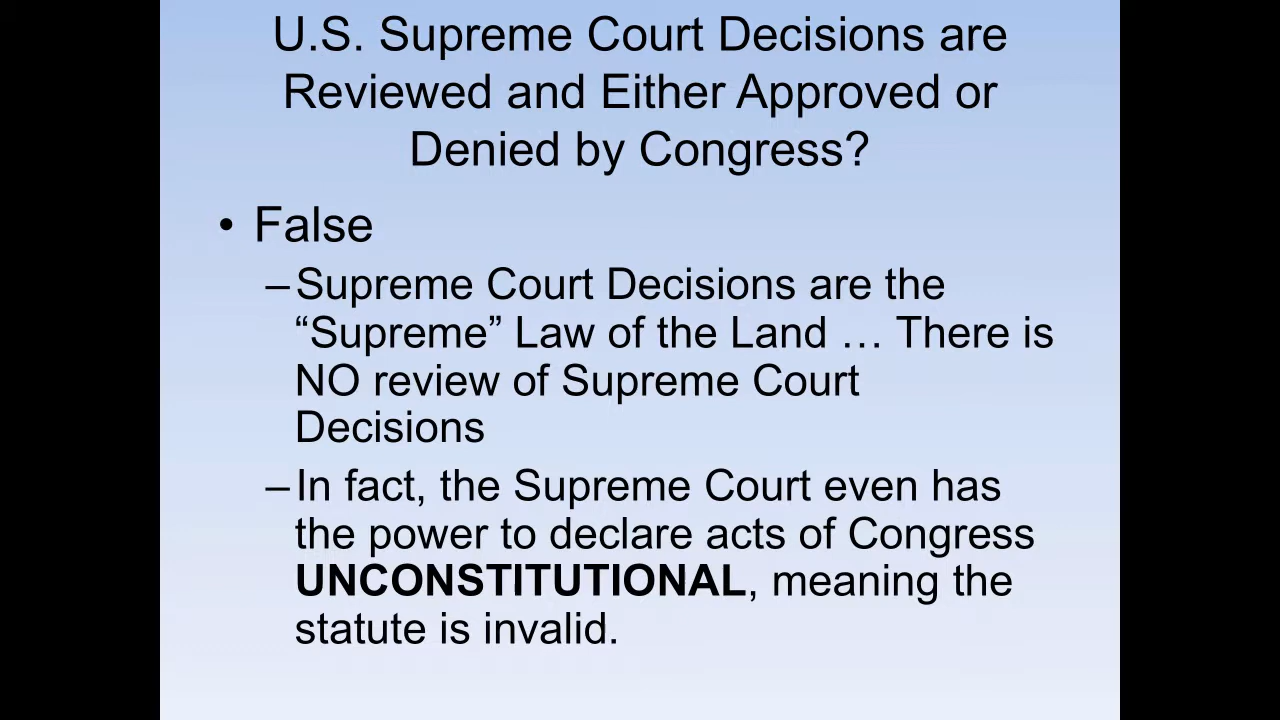 U.S. Supreme Court Decisions are
Reviewed and Either Approved or
Denied by Congress?
• False
–Supreme Court Decisions are the
“Supreme” Law of the Land … There is
NO review of Supreme Court
Decisions
–In fact, the Supreme Court even has
the power to declare acts of Congress
UNCONSTITUTIONAL, meaning the
statute is invalid.